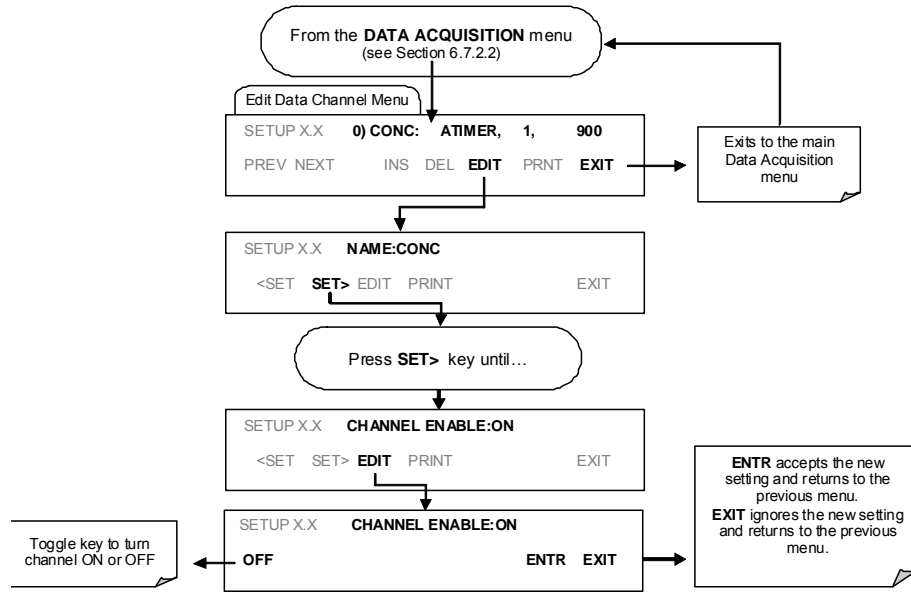 From the DATA ACQUISITION menu
(see Section 6.7.2.2)
Edit Data Channel Menu
SETUP X.X 0) CONC: ATIMER, 1, 900
PREV NEXT INS DEL EDIT PRNT EXIT
Exits to the main
Data Acquisition
menu
SETUP X.X NAME:CONC
<SET SET> EDIT PRINT EXIT
Press SET> key until…
SETUP X.X CHANNEL ENABLE:ON
<SET SET> EDIT PRINT EXIT
SETUP X.X CHANNEL ENABLE:ON
OFF ENTR EXIT
Toggle key to turn
channel ON or OFF
ENTR accepts the new
setting and returns to the
previous menu.
EXIT ignores the new setting
and returns to the previous
menu.